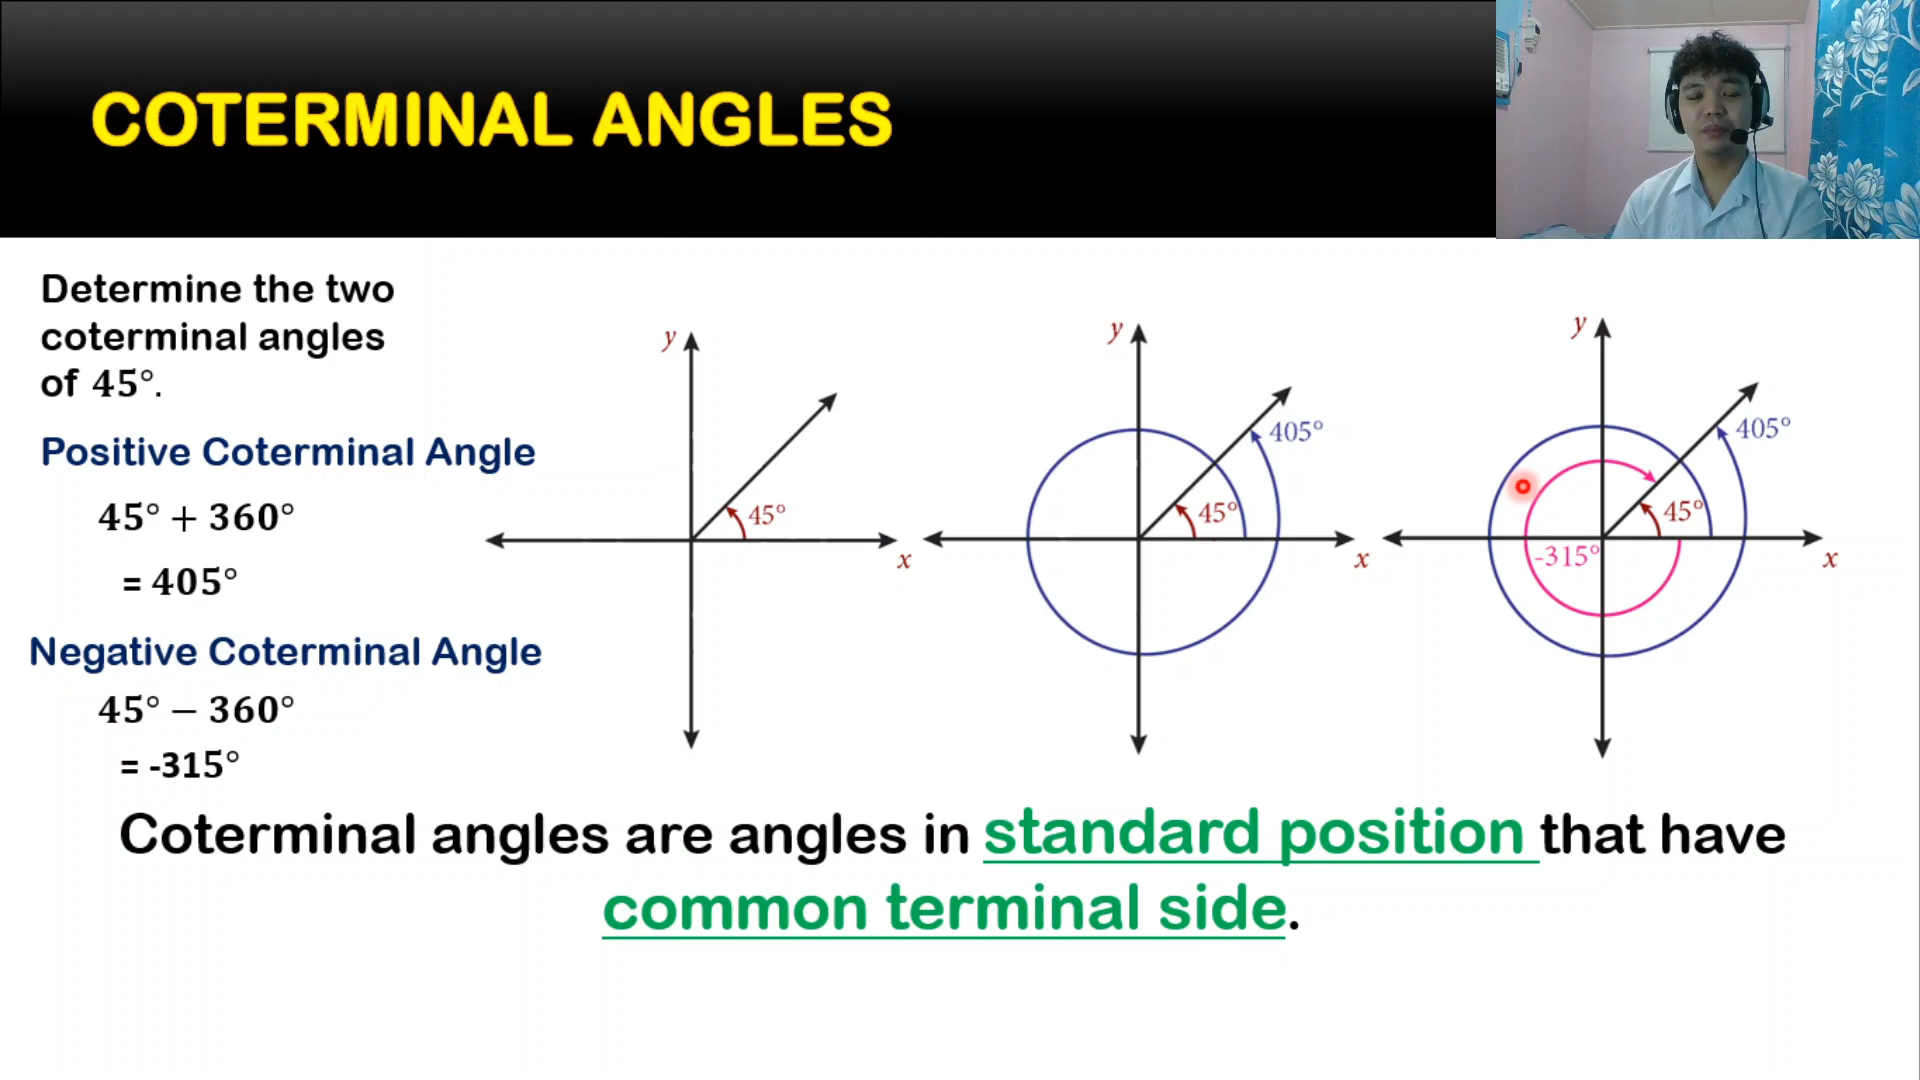 COTERMINAL ANGLES
Determine the two
coterminal angles
of 45°.
Positive Coterminal Angle
45° + 360°
= 405°
Negative Coterminal Angle
45° − 360°
= -315°
y
45°
x
y
405°
45°
x
y
405°
45°
-315°
x
Coterminal angles are angles in standard position that have
common terminal side.